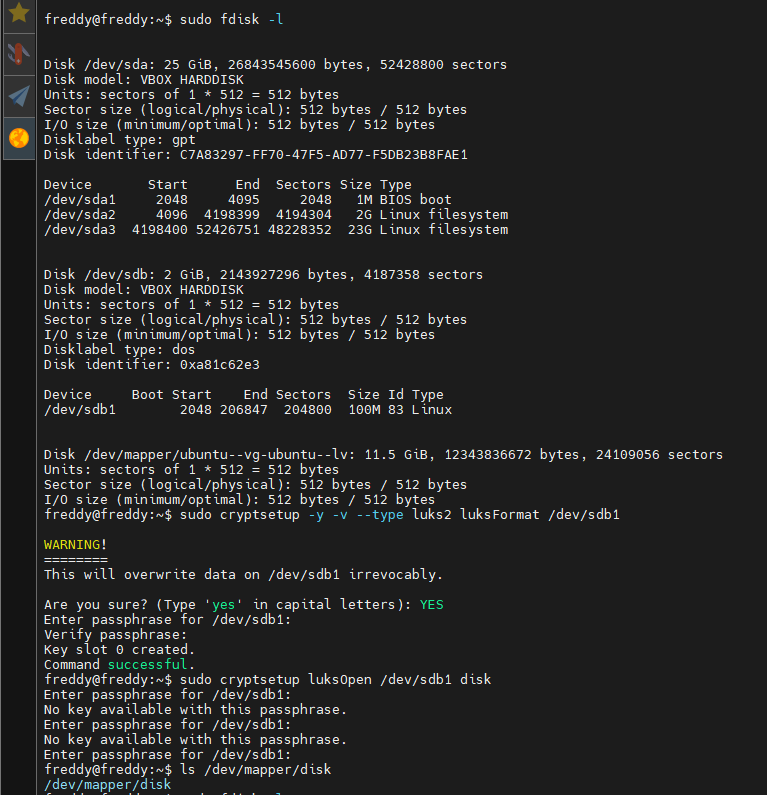 freddy@freddy:~$ sudo fdisk -l
Disk /dev/sda: 25 GiB, 26843545600 bytes, 52428800 sectors
Disk model: VBOX HARDDISK
Units: sectors of 1 * 512 = 512 bytes
Sector size (logical/physical): 512 bytes / 512 bytes
I/O size (minimum/optimal): 512 bytes / 512 bytes
Disklabel type: gpt
Disk identifier: C7A83297-FF70-47F5-AD77-F5DB23B8FAE1
Device       Start      End  Sectors Size Type
/dev/sda1     2048     4095     2048   1M BIOS boot
/dev/sda2     4096  4198399  4194304   2G Linux filesystem
/dev/sda3  4198400 52426751 48228352  23G Linux filesystem
Disk /dev/sdb: 2 GiB, 2143927296 bytes, 4187358 sectors
Disk model: VBOX HARDDISK
Units: sectors of 1 * 512 = 512 bytes
Sector size (logical/physical): 512 bytes / 512 bytes
I/O size (minimum/optimal): 512 bytes / 512 bytes
Disklabel type: dos
Disk identifier: 0xa81c62e3
Device     Boot Start    End Sectors  Size Id Type
/dev/sdb1        2048 206847  204800  100M 83 Linux
Disk /dev/mapper/ubuntu--vg-ubuntu--lv: 11.5 GiB, 12343836672 bytes, 24109056 sectors
Units: sectors of 1 * 512 = 512 bytes
Sector size (logical/physical): 512 bytes / 512 bytes
I/O size (minimum/optimal): 512 bytes / 512 bytes
freddy@freddy:~$ sudo cryptsetup -y -v --type luks2 luksFormat /dev/sdb1
WARNING!
========
This will overwrite data on /dev/sdb1 irrevocably.
Are you sure? (Type 'yes' in capital letters): YES
Enter passphrase for /dev/sdb1:
Verify passphrase:
Key slot 0 created.
Command successful.
freddy@freddy:~$ sudo cryptsetup luksOpen /dev/sdb1 disk
Enter passphrase for /dev/sdb1:
No key available with this passphrase.
Enter passphrase for /dev/sdb1:
No key available with this passphrase.
Enter passphrase for /dev/sdb1:
freddy@freddy:~$ ls /dev/mapper/disk
/dev/mapper/disk